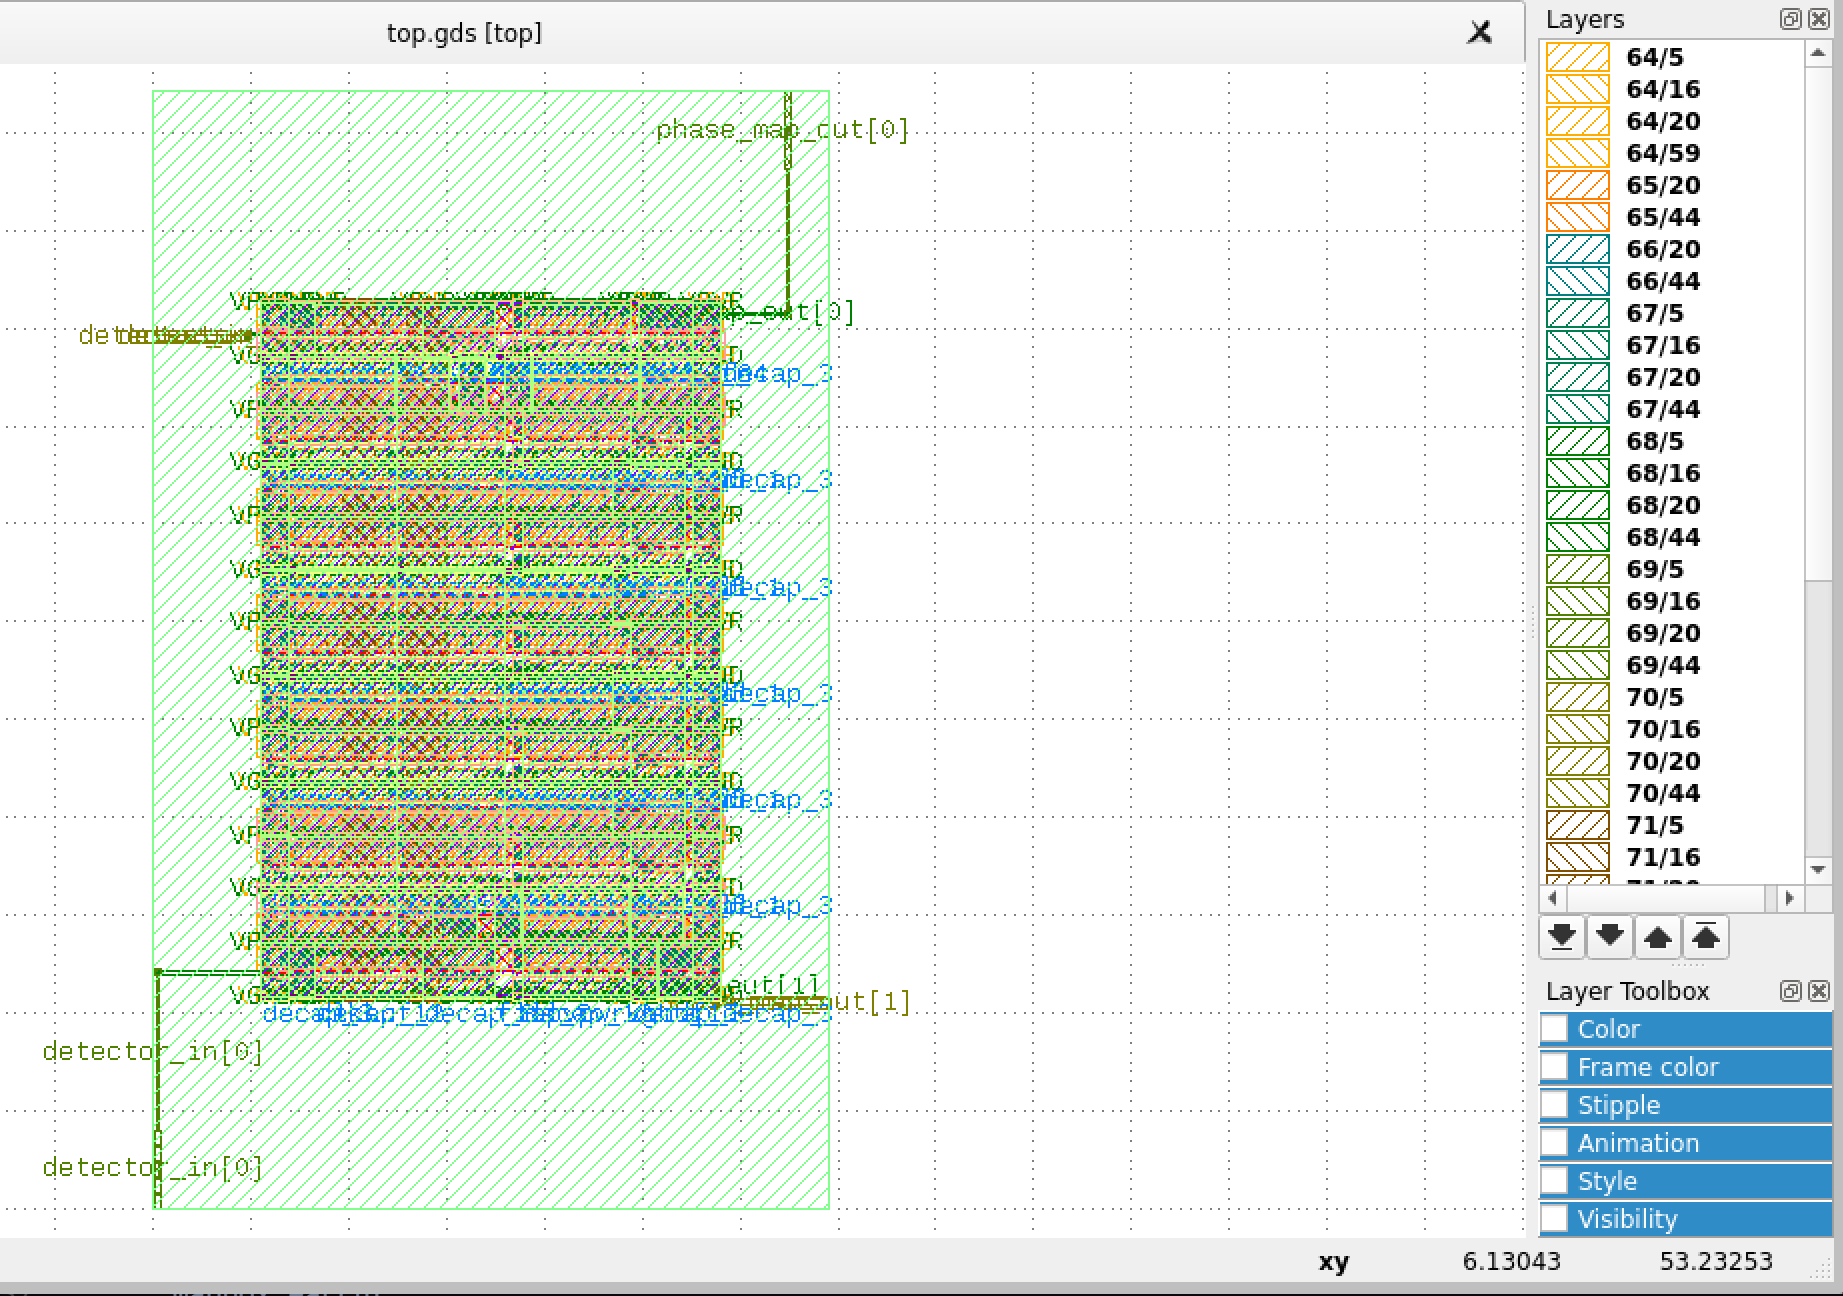 top.gds [top]
Layers
64/5
64/16
64/20
64/59
65/20
65/44
66/20
66/44
67/5
67/16
67/20
67/44
68/5
68/16
68/20
68/44
69/5
69/16
69/20
69/44
70/5
70/16
70/20
70/44
71/5
71/16
phase_map_out[0]
p_out[0]
decap_3
decap_3
decap_3
decap_3
decap_3
decap_3
out[1]
out[1]
detector_in[0]
detector_in[0]
Layer Toolbox
Color
Frame color
Stipple
Animation
Style
Visibility
xy 6.13043 53.23253